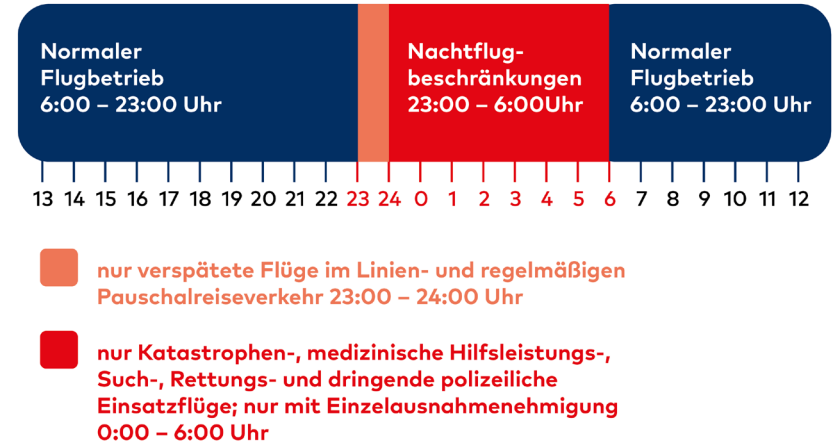 Normaler
Flugbetrieb
6:00 – 23:00 Uhr
Nachtflug-
beschränkungen
23:00 – 6:00Uhr
Normaler
Flugbetrieb
6:00 – 23:00 Uhr
13 14 15 16 17 18 19 20 21 22 23 24 0 1 2 3 4 5 6 7 8 9 10 11 12
nur verspätete Flüge im Linien- und regelmäßigen
Pauschalreiseverkehr 23:00 – 24:00 Uhr
nur Katastrophen-, medizinische Hilfsleistungs-,
Such-, Rettungs- und dringende polizeiliche
Einsatzflüge; nur mit Einzelausnahmenehmigung
0:00 – 6:00 Uhr